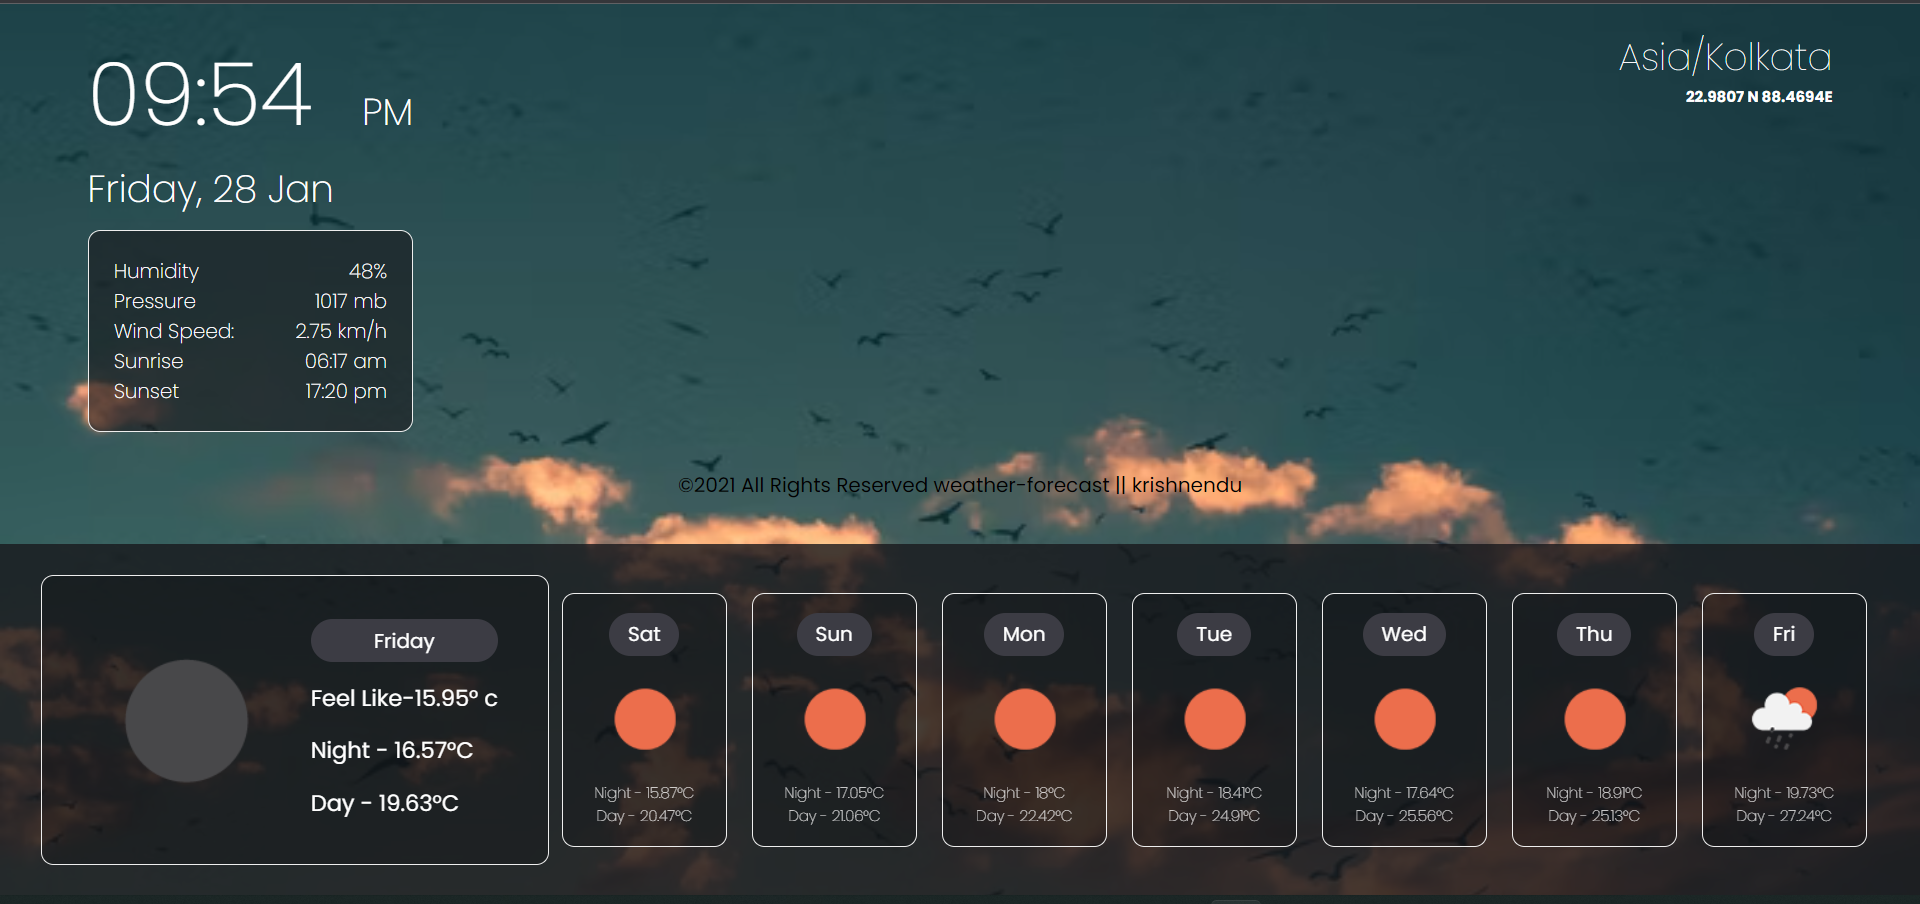 09:54 PM
Friday, 28 Jan
Humidity 48%
Pressure 1017 mb
Wind Speed: 2.75 km/h
Sunrise 06:17 am
Sunset 17:20 pm
Asia/Kolkata
22.9807 N 88.4694E
©2021 All Rights Reserved weather-forecast || krishnendu
Friday
Feel Like-15.95° c
Night - 16.57°C
Day - 19.63°C
Sat
Night - 15.87°C
Day - 20.47°C
Sun
Night - 17.05°C
Day - 21.06°C
Mon
Night - 18°C
Day - 22.42°C
Tue
Night - 18.41°C
Day - 24.91°C
Wed
Night - 17.64°C
Day - 25.56°C
Thu
Night - 18.91°C
Day - 25.13°C
Fri
Night - 19.73°C
Day - 27.24°C